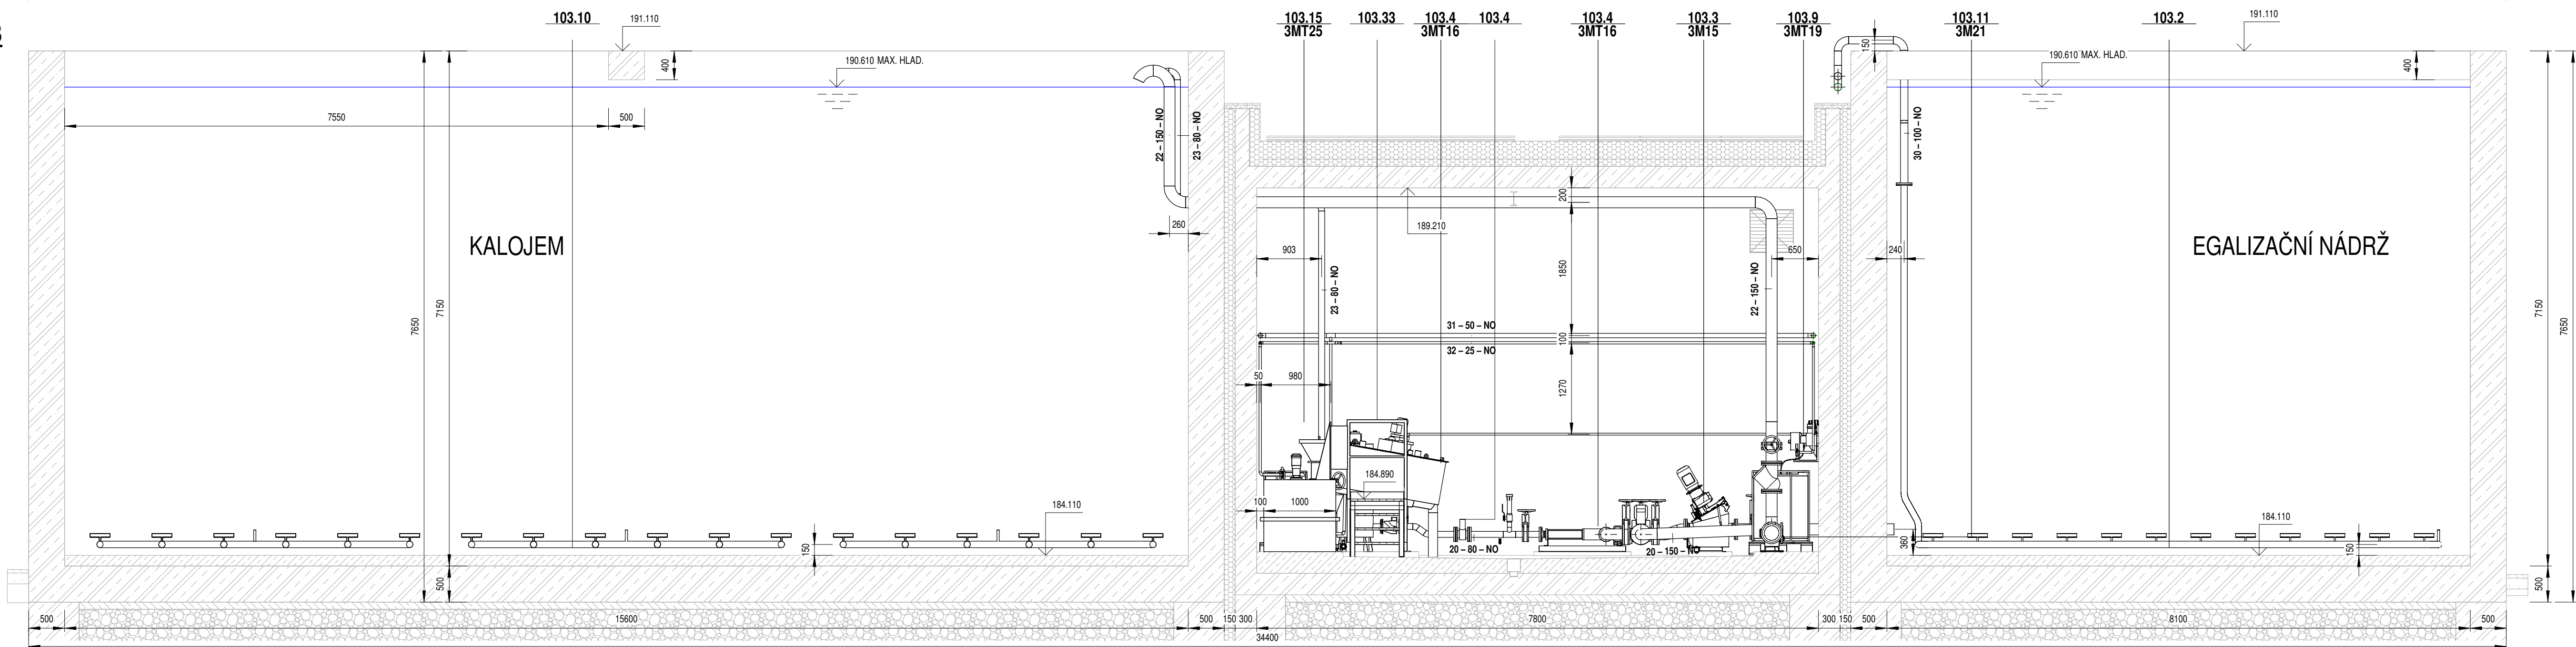 103.10
191.110
103.15
3MT25
103.33
103.4
3MT16
103.4
103.4
3MT16
103.3
3M15
103.9
3MT19
103.11
3M21
103.2
191.110
190.610 MAX. HLAD.
190.610 MAX. HLAD.
400
150
400
7550
500
22 – 150 – NO
23 – 80 – NO
30 – 100 – NO
260
200
189.210
903
650
240
KALOJEM
EGALIZAČNÍ NÁDRŽ
1850
23 – 80 – NO
22 – 150 – NO
7650
7150
7150
7650
31 – 50 – NO
100
32 – 25 – NO
50
980
1270
184.890
100
1000
184.110
184.110
150
20 – 80 – NO
20 – 150 – NO
360
150
500
500
500
15600
500
150
300
7800
300
150
500
8100
500
34400